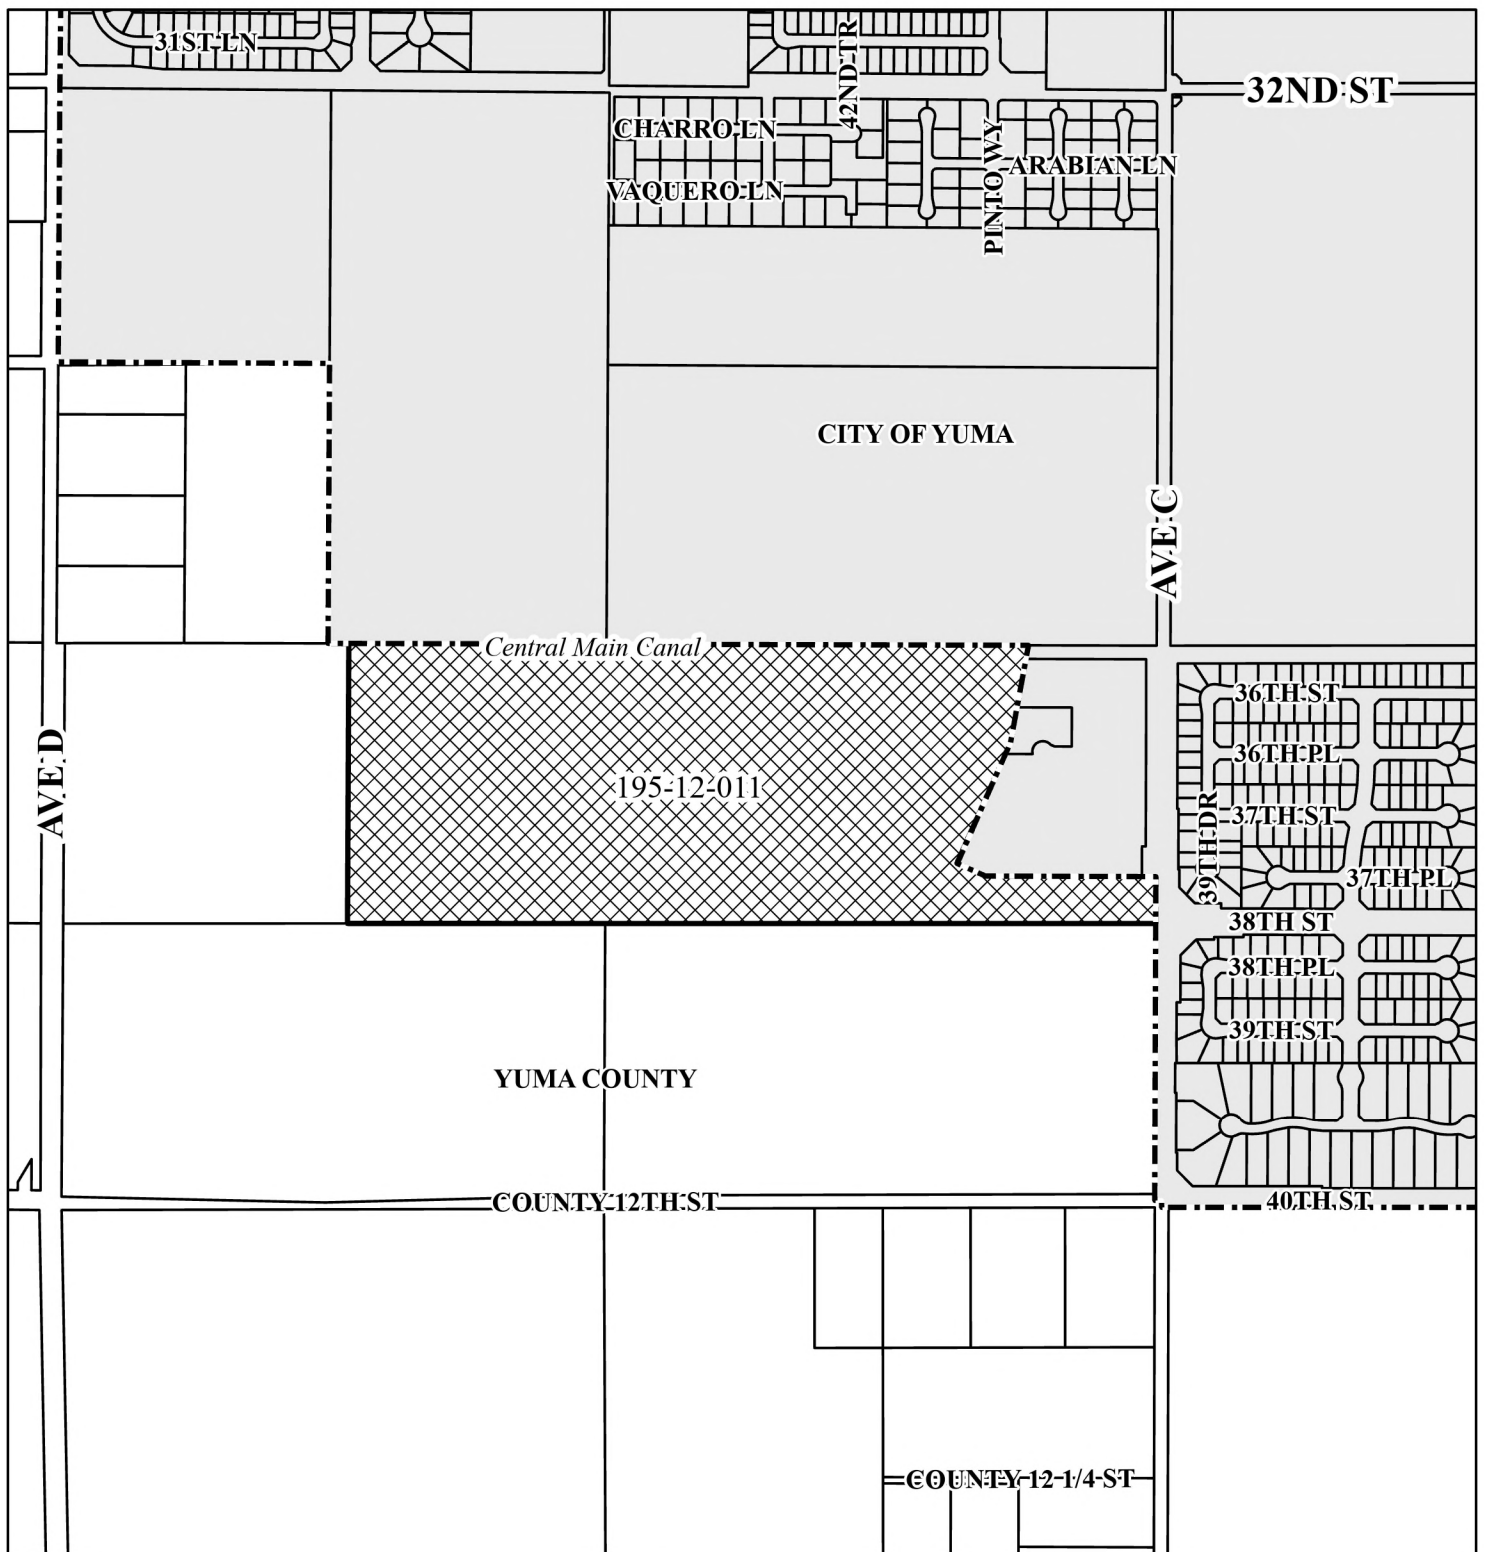 31ST LN
42ND TR
32ND ST
CHARRO LN
PINTO WY
ARABIAN LN
VAQUERO LN
CITY OF YUMA
AVE C
Central Main Canal
36TH ST
AVE D
36TH PL
195-12-011
39TH DR
37TH ST
37TH PL
38TH ST
38TH PL
39TH ST
YUMA COUNTY
COUNTY 12TH ST
40TH ST
COUNTY 12 1/4 ST